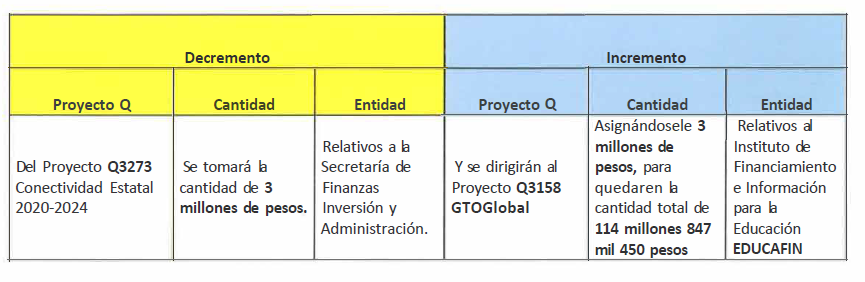 Decremento
Incremento
Proyecto Q
Cantidad
Entidad
Proyecto Q
Cantidad
Entidad
Del Proyecto Q3273
Conectividad Estatal
2020-2024
Se tomará la
cantidad de 3
millones de pesos.
Relativos a la
Secretaría de
Finanzas
Inversión y
Administración.
Y se dirigirán al
Proyecto Q3158
GTOGlobal
Asignándosele 3
millones de
pesos, para
quedaren la
cantidad total de
114 millones 847
mil 450 pesos
Relativos al
Instituto de
Financiamiento
e Información
para la
Educación
EDUCAFIN